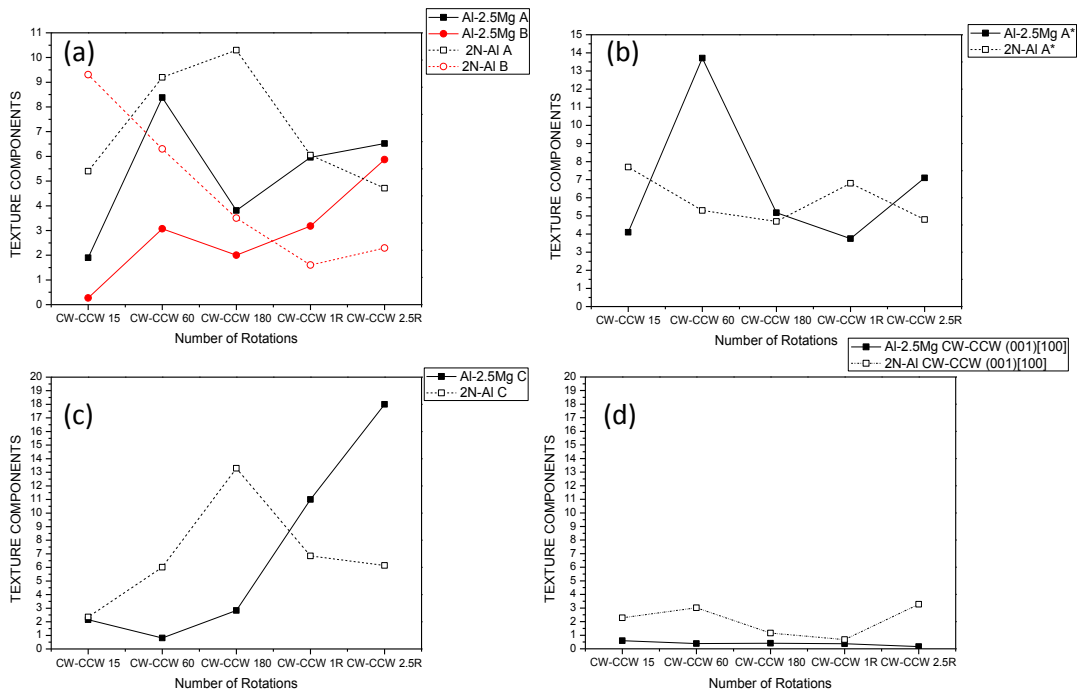 (a)
Al-2.5Mg A
Al-2.5Mg B
2N-Al A
2N-Al B
11
10
9
8
7
6
5
4
3
2
1
0
TEXTURE COMPONENTS
CW-CCW 15 CW-CCW 60 CW-CCW 180 CW-CCW 1R CW-CCW 2.5R
Number of Rotations
(b)
Al-2.5Mg A*
2N-Al A*
15
14
13
12
11
10
9
8
7
6
5
4
3
2
1
0
TEXTURE COMPONENTS
CW-CCW 15 CW-CCW 60 CW-CCW 180 CW-CCW 1R CW-CCW 2.5R
Number of Rotations
(c)
Al-2.5Mg C
2N-Al C
20
19
18
17
16
15
14
13
12
11
10
9
8
7
6
5
4
3
2
1
0
TEXTURE COMPONENTS
CW-CCW 15 CW-CCW 60 CW-CCW 180 CW-CCW 1R CW-CCW 2.5R
Number of Rotations
(d)
Al-2.5Mg CW-CCW (001)[100]
2N-Al CW-CCW (001)[100]
20
19
18
17
16
15
14
13
12
11
10
9
8
7
6
5
4
3
2
1
0
TEXTURE COMPONENTS
CW-CCW 15 CW-CCW 60 CW-CCW 180 CW-CCW 1R CW-CCW 2.5R
Number of Rotations